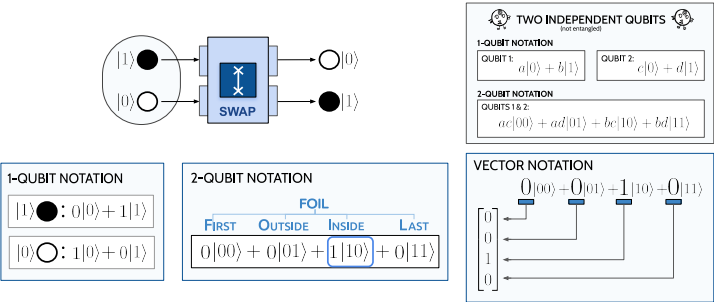 |1⟩ |0⟩
|0⟩ |1⟩
SWAP
TWO INDEPENDENT QUBITS
(not entangled)
1-QUBIT NOTATION
QUBIT 1: a|0⟩ + b|1⟩
QUBIT 2: c|0⟩ + d|1⟩
2-QUBIT NOTATION
QUBITS 1 & 2:
ac|00⟩ + ad|01⟩ + bc|10⟩ + bd|11⟩
1-QUBIT NOTATION
|1⟩ : 0|0⟩ + 1|1⟩
|0⟩ : 1|0⟩ + 0|1⟩
2-QUBIT NOTATION
FOIL
FIRST OUTSIDE INSIDE LAST
0|00⟩ + 0|01⟩ + 1|10⟩ + 0|11⟩
VECTOR NOTATION
0|00⟩ + 0|01⟩ + 1|10⟩ + 0|11⟩
0
0
1
0